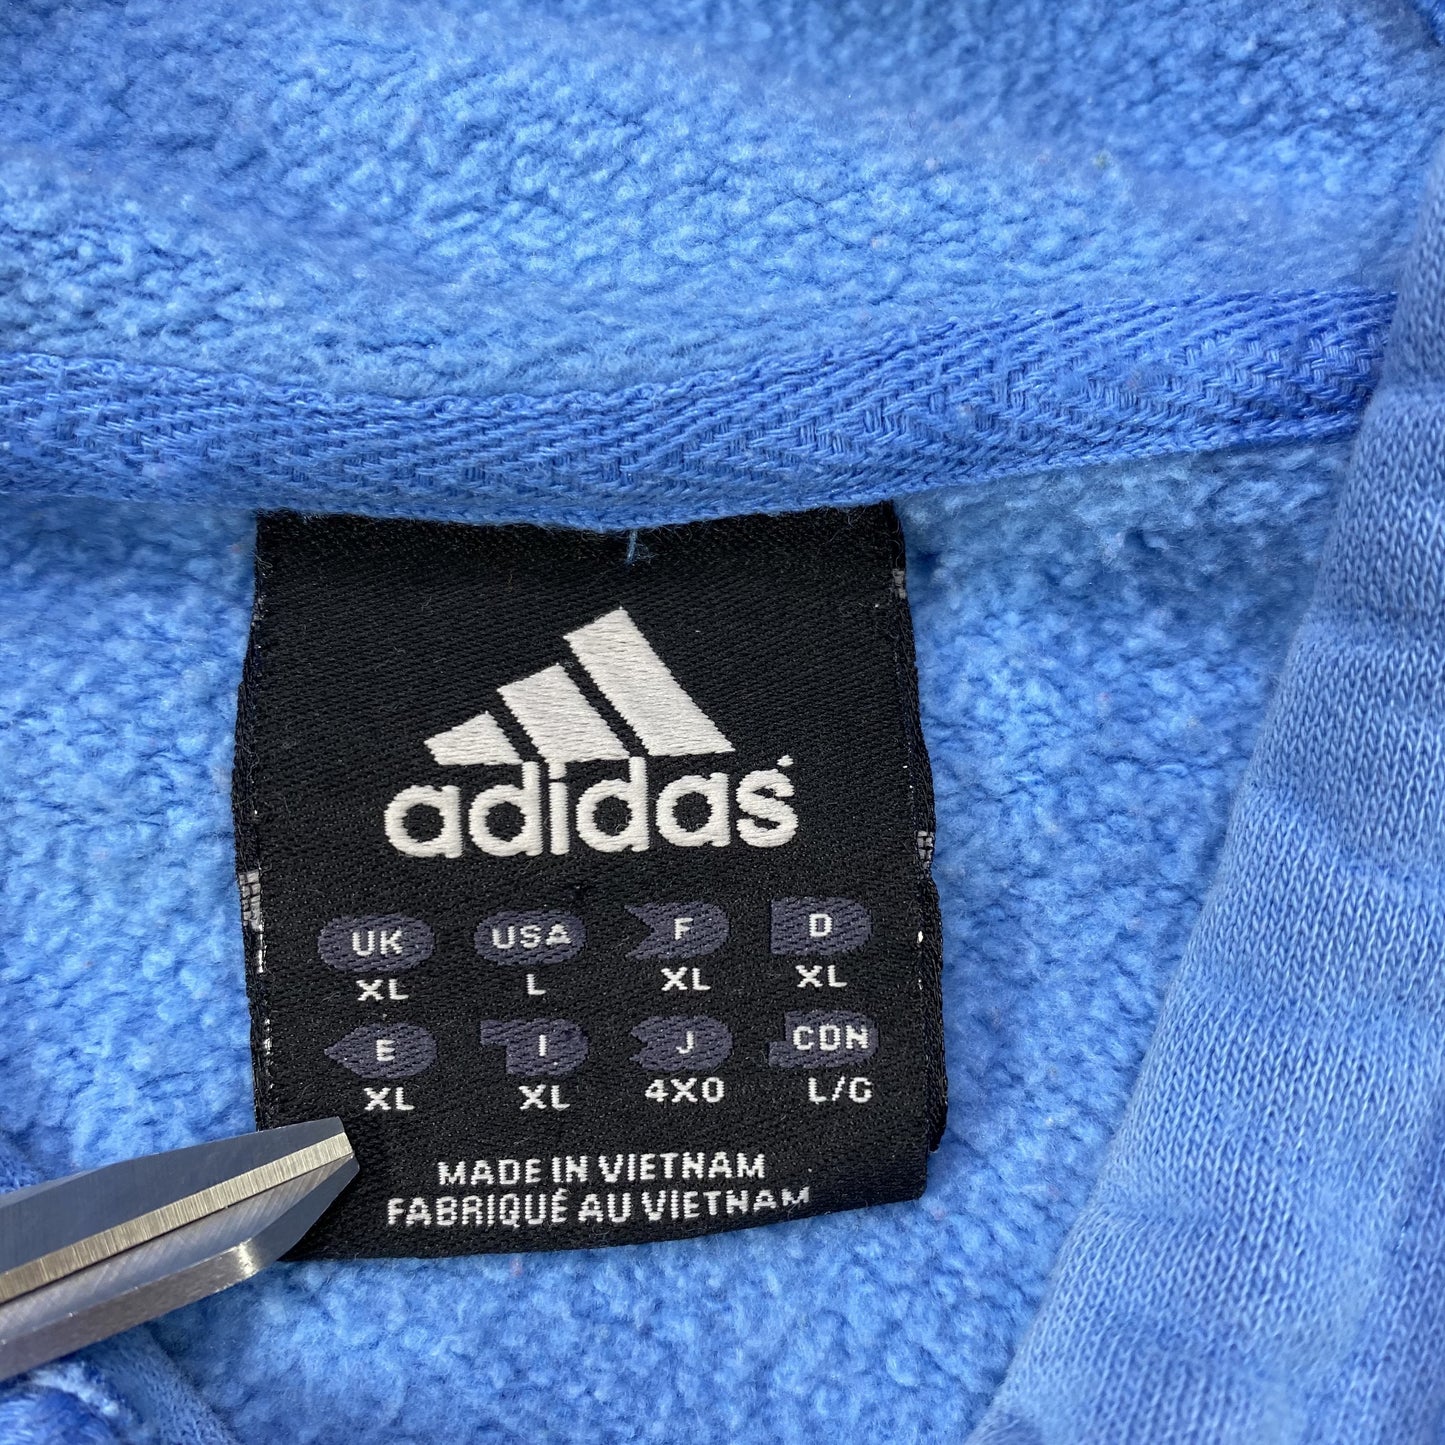 adidas
UK USA F D
XL L XL XL
E I J CDN
XL XL 4XO L/G
MADE IN VIETNAM
FABRIQUÉ AU VIETNAM